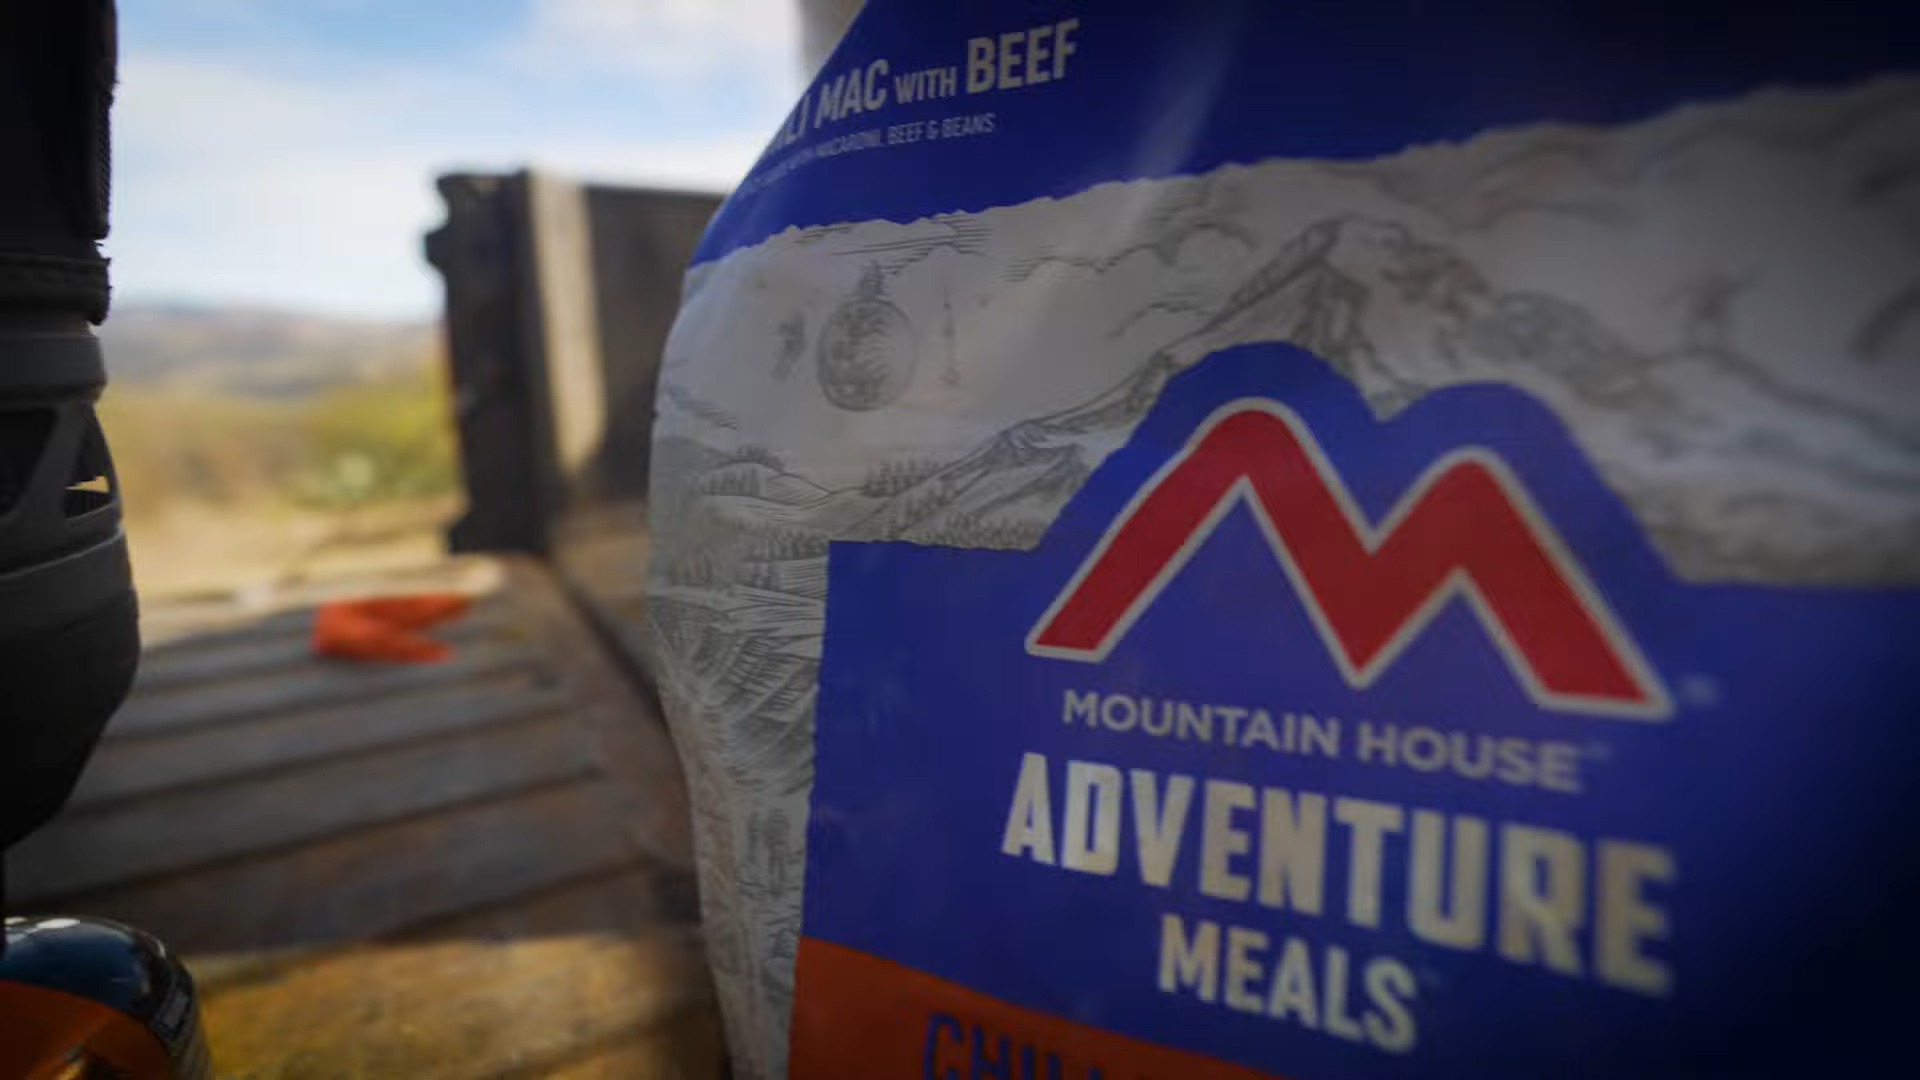 MAC WITH BEEF
MACARONI, BEEF & BEANS
MOUNTAIN HOUSE
ADVENTURE
MEALS